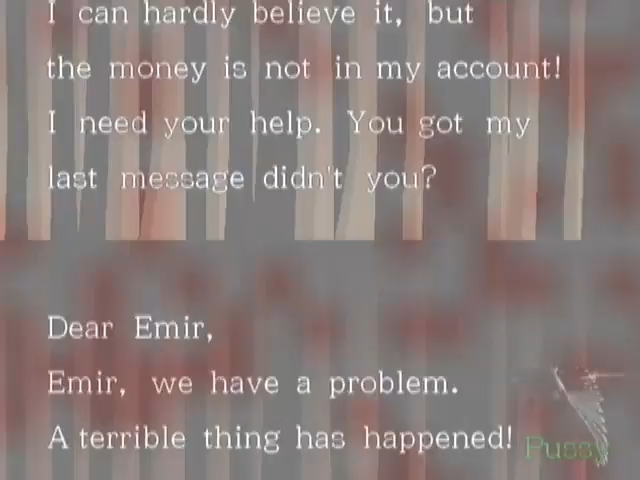 I can hardly believe it, but
the money is not in my account!
I need your help. You got my
last message didn't you?
Dear Emir,
Emir, we have a problem.
A terrible thing has happened!
Pussy